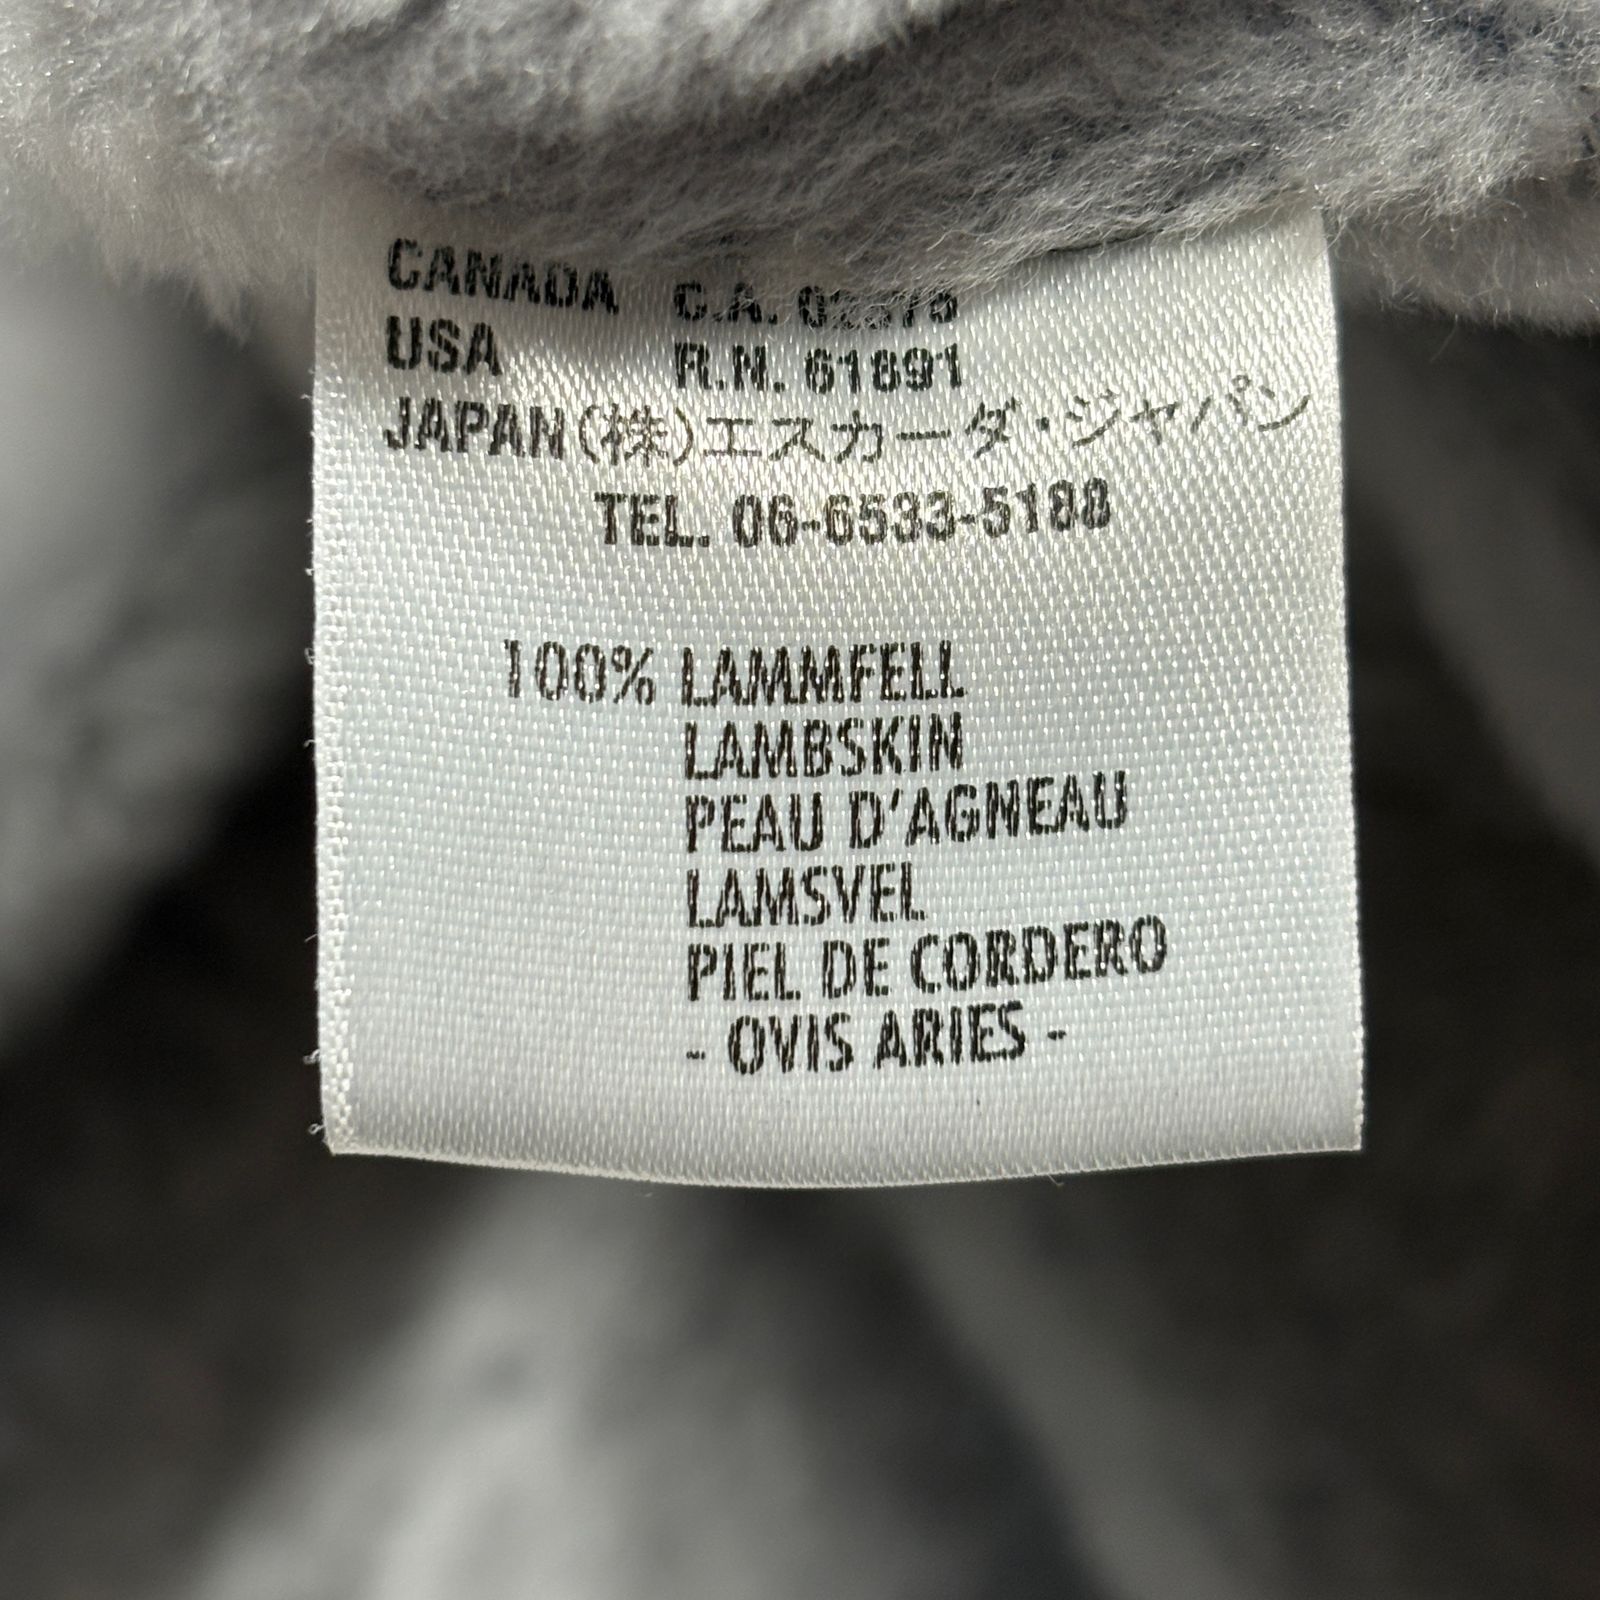 CANADA C.A.
USA R.N. 61891
JAPAN (株)エスカーダ・ジャパン
TEL. 06-6533-5188
100% LAMMFELL
LAMBSKIN
PEAU D'AGNEAU
LAMSVEL
PIEL DE CORDERO
- OVIS ARIES -